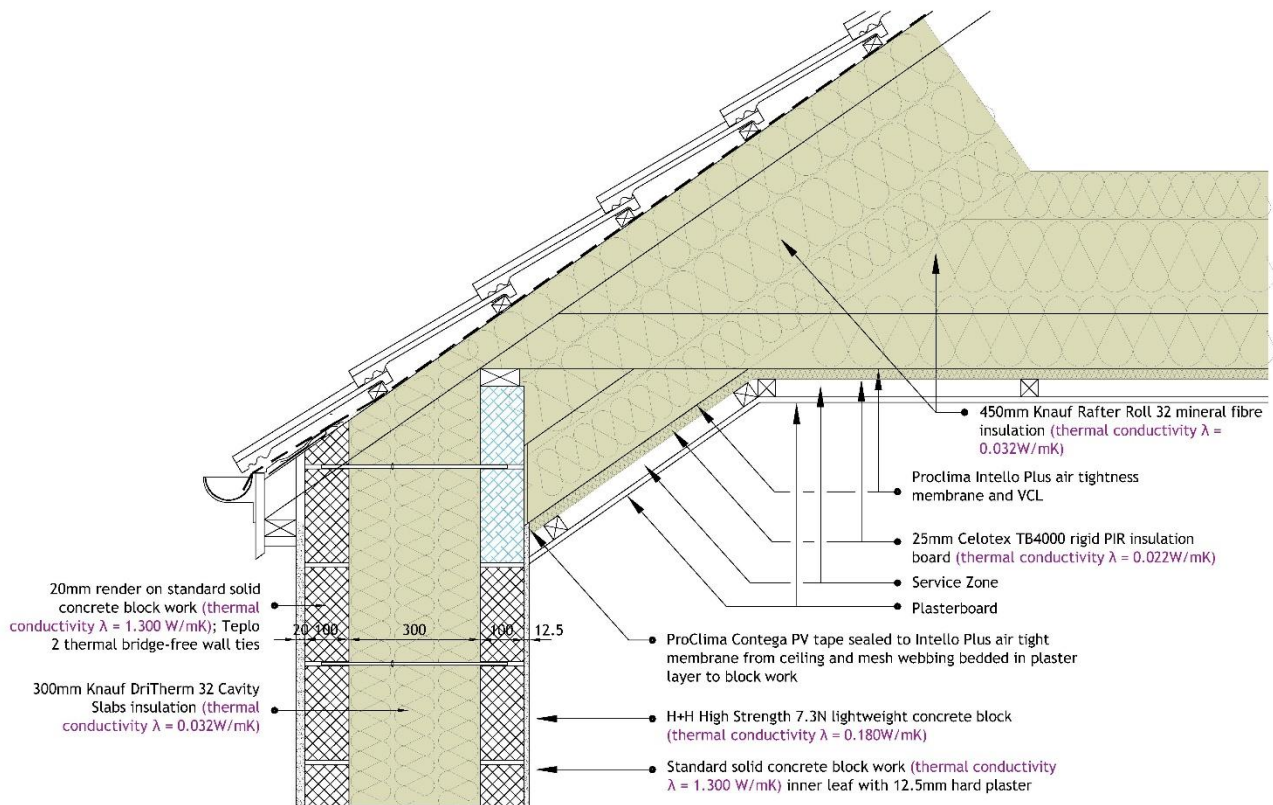 450mm Knauf Rafter Roll 32 mineral fibre
insulation (thermal conductivity λ =
0.032W/mK)
Proclima Intello Plus air tightness
membrane and VCL
25mm Celotex TB4000 rigid PIR insulation
board (thermal conductivity λ = 0.022W/mK)
Service Zone
Plasterboard
20mm render on standard solid
concrete block work (thermal
conductivity λ = 1.300 W/mK); Teplo
2 thermal bridge-free wall ties
20 100 300 100 12.5
300mm Knauf DriTherm 32 Cavity
Slabs insulation (thermal
conductivity λ = 0.032W/mK)
ProClima Contega PV tape sealed to Intello Plus air tight
membrane from ceiling and mesh webbing bedded in plaster
layer to block work
H+H High Strength 7.3N lightweight concrete block
(thermal conductivity λ = 0.180W/mK)
Standard solid concrete block work (thermal conductivity
λ = 1.300 W/mK) inner leaf with 12.5mm hard plaster